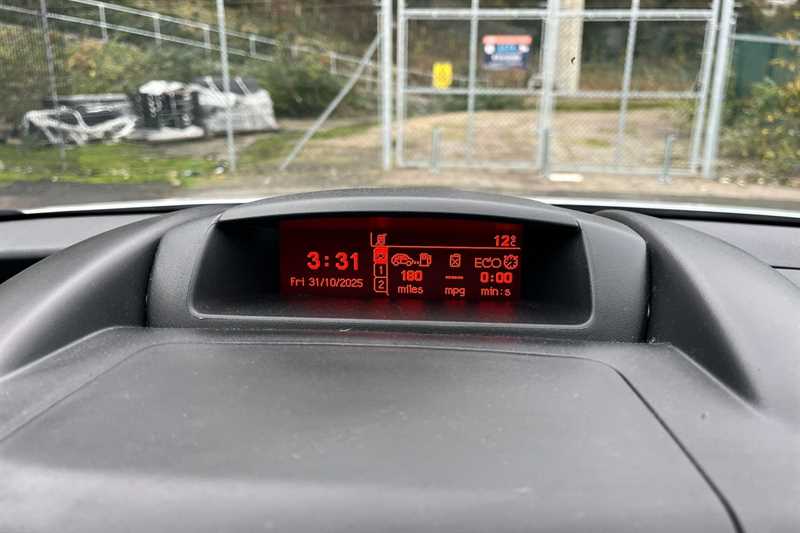 3:31
Fri 31/10/2025
12°C
1
2
180
miles
----
mpg
ECO
0:00
min:s